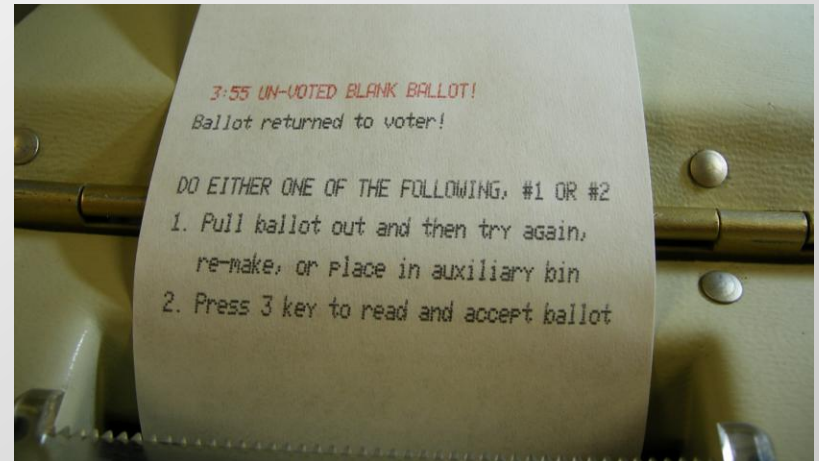 3:55 UN-VOTED BLANK BALLOT!
Ballot returned to voter!
DO EITHER ONE OF THE FOLLOWING, #1 OR #2
1. Pull ballot out and then try again,
re-make, or place in auxiliary bin
2. Press 3 key to read and accept ballot